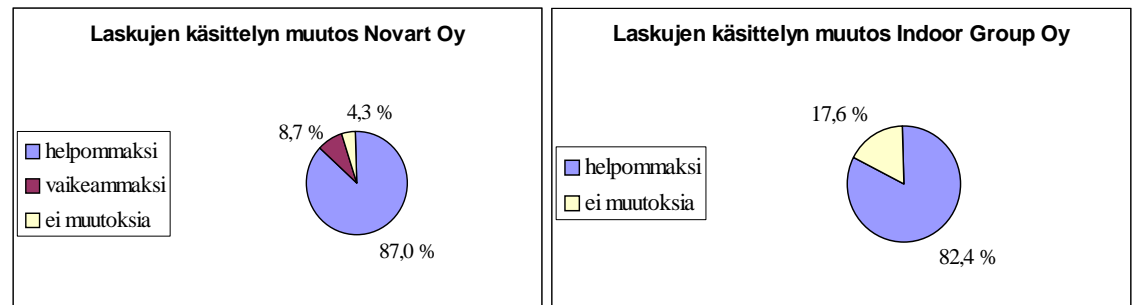 Laskujen käsittelyn muutos Novart Oy
4,3 %
8,7 %
helpommaksi
vaikeammaksi
ei muutoksia
87,0 %
Laskujen käsittelyn muutos Indoor Group Oy
17,6 %
helpommaksi
ei muutoksia
82,4 %